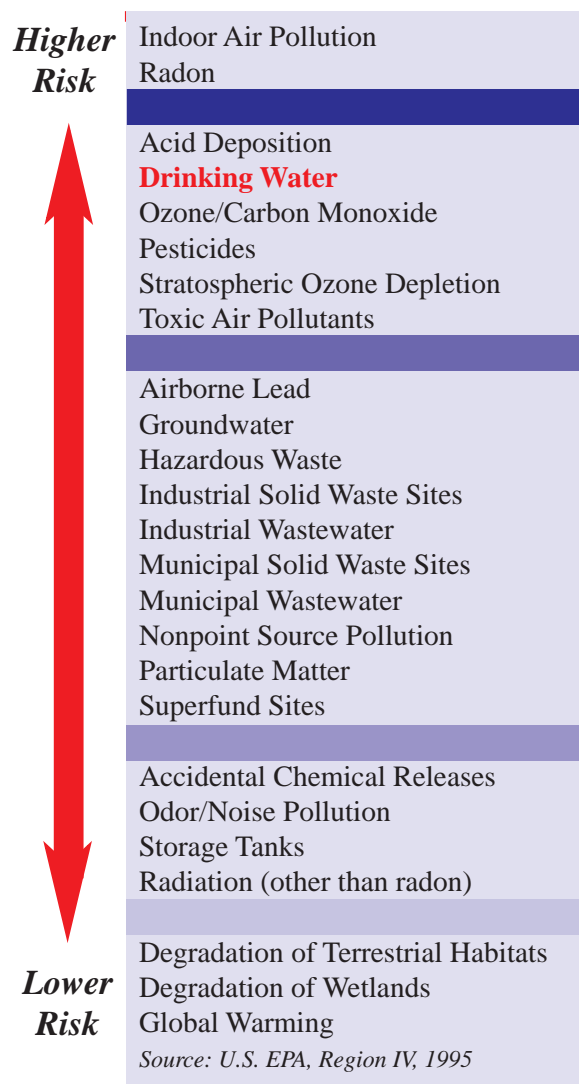 Higher
Risk
Indoor Air Pollution
Radon
Acid Deposition
Drinking Water
Ozone/Carbon Monoxide
Pesticides
Stratospheric Ozone Depletion
Toxic Air Pollutants
Airborne Lead
Groundwater
Hazardous Waste
Industrial Solid Waste Sites
Industrial Wastewater
Municipal Solid Waste Sites
Municipal Wastewater
Nonpoint Source Pollution
Particulate Matter
Superfund Sites
Accidental Chemical Releases
Odor/Noise Pollution
Storage Tanks
Radiation (other than radon)
Lower
Risk
Degradation of Terrestrial Habitats
Degradation of Wetlands
Global Warming
Source: U.S. EPA, Region IV, 1995